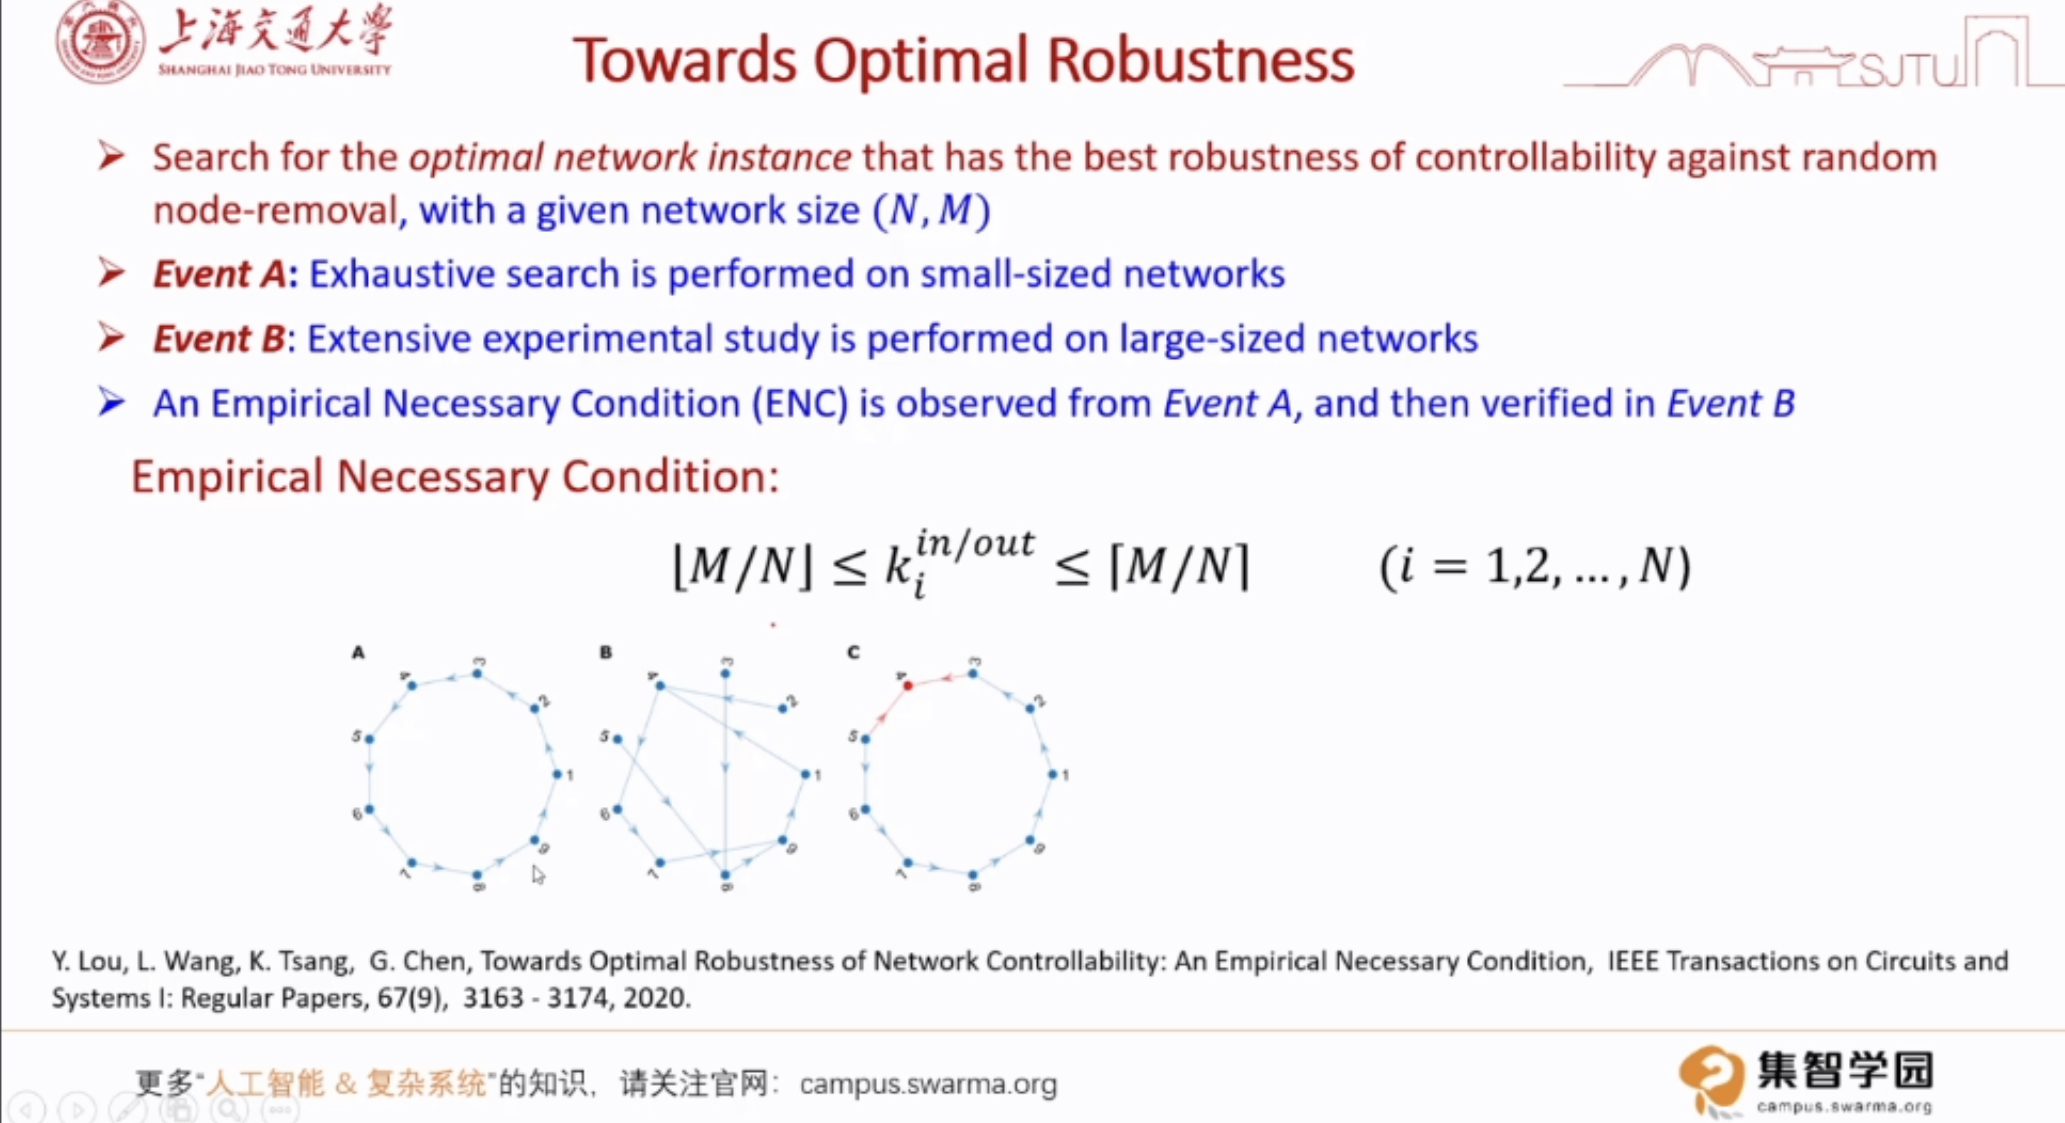 上海交通大学
SHANGHAI JIAO TONG UNIVERSITY
Towards Optimal Robustness
SJTU
➢ Search for the optimal network instance that has the best robustness of controllability against random
node-removal, with a given network size (N, M)
➢ Event A: Exhaustive search is performed on small-sized networks
➢ Event B: Extensive experimental study is performed on large-sized networks
➢ An Empirical Necessary Condition (ENC) is observed from Event A, and then verified in Event B
Empirical Necessary Condition:
⌊M/N⌋ ≤ k_i^{in/out} ≤ ⌈M/N⌉ (i = 1,2, ..., N)
A
1
2
3
4
5
6
7
8
9
B
1
2
3
4
5
6
7
8
9
C
1
2
3
4
5
6
7
8
9
Y. Lou, L. Wang, K. Tsang, G. Chen, Towards Optimal Robustness of Network Controllability: An Empirical Necessary Condition, IEEE Transactions on Circuits and
Systems I: Regular Papers, 67(9), 3163 - 3174, 2020.
更多“人工智能 & 复杂系统”的知识，请关注官网：campus.swarma.org
集智学园
campus.swarma.org